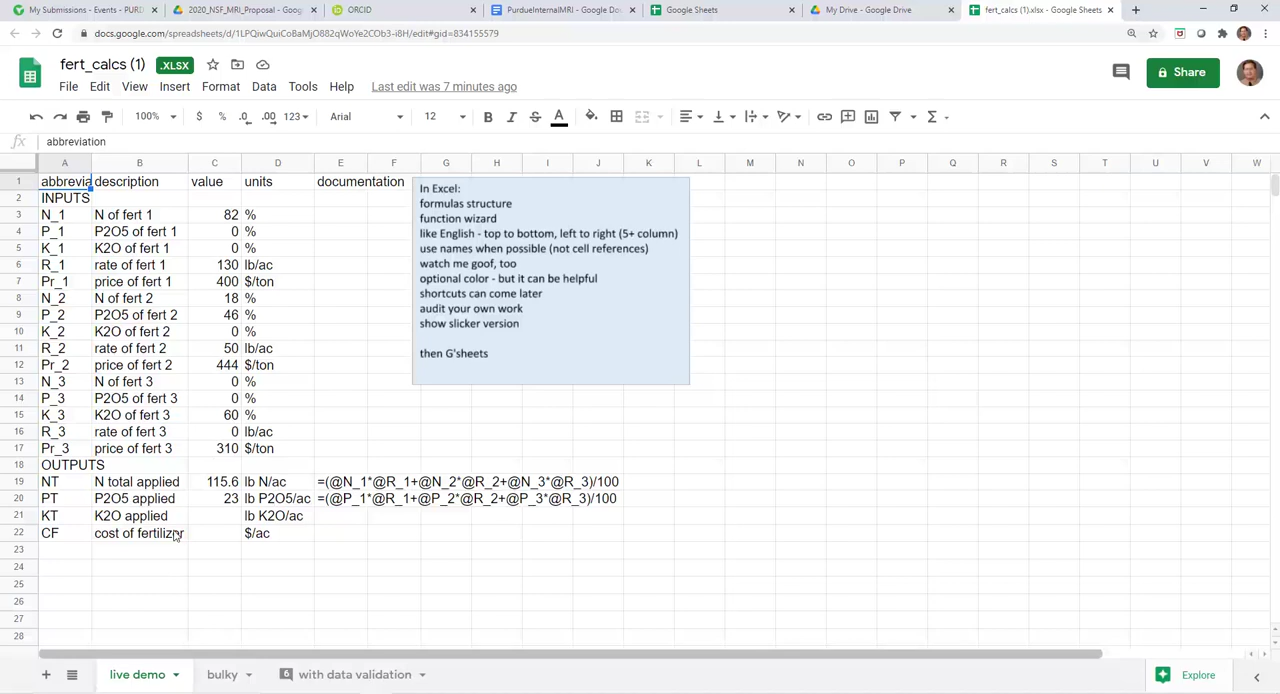 My Submissions - Events - PURD
2020_NSF_MRI_Proposal - Goog
ORCID
PurdueInternalMRI - Google Do
Google Sheets
My Drive - Google Drive
fert_calcs (1).xlsx - Google Sheets
docs.google.com/spreadsheets/d/1LPQiwQuiCoBaMjO882qWoYe2COb3-i8H/edit#gid=834155579
fert_calcs (1) .XLSX
Share
File Edit View Insert Format Data Tools Help Last edit was 7 minutes ago
100% $ % .0 .00 123 Arial 12 B I S A Σ
fx abbreviation
A B C D E F G H I J K L M N O P Q R S T U V W
1 abbrevia description value units documentation
2 INPUTS
3 N_1 N of fert 1 82 %
4 P_1 P2O5 of fert 1 0 %
5 K_1 K2O of fert 1 0 %
6 R_1 rate of fert 1 130 lb/ac
7 Pr_1 price of fert 1 400 $/ton
8 N_2 N of fert 2 18 %
9 P_2 P2O5 of fert 2 46 %
10 K_2 K2O of fert 2 0 %
11 R_2 rate of fert 2 50 lb/ac
12 Pr_2 price of fert 2 444 $/ton
13 N_3 N of fert 3 0 %
14 P_3 P2O5 of fert 3 0 %
15 K_3 K2O of fert 3 60 %
16 R_3 rate of fert 3 0 lb/ac
17 Pr_3 price of fert 3 310 $/ton
18 OUTPUTS
19 NT N total applied 115.6 lb N/ac =(@N_1*@R_1+@N_2*@R_2+@N_3*@R_3)/100
20 PT P2O5 applied 23 lb P2O5/ac =(@P_1*@R_1+@P_2*@R_2+@P_3*@R_3)/100
21 KT K2O applied lb K2O/ac
22 CF cost of fertilizer $/ac
23
24
25
26
27
28
In Excel:
formulas structure
function wizard
like English - top to bottom, left to right (5+ column)
use names when possible (not cell references)
watch me goof, too
optional color - but it can be helpful
shortcuts can come later
audit your own work
show slicker version
then G'sheets
live demo
bulky
6 with data validation
Explore